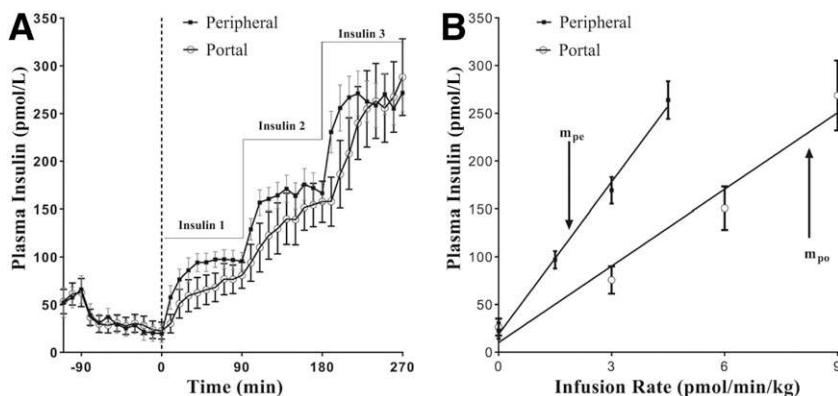 A
350
300
250
200
150
100
50
0
Plasma Insulin (pmol/L)
Peripheral
Portal
Insulin 1
Insulin 2
Insulin 3
-90
0
90
180
270
Time (min)
B
350
300
250
200
150
100
50
0
Plasma Insulin (pmol/L)
Peripheral
Portal
mpe
mpo
0
3
6
9
Infusion Rate (pmol/min/kg)